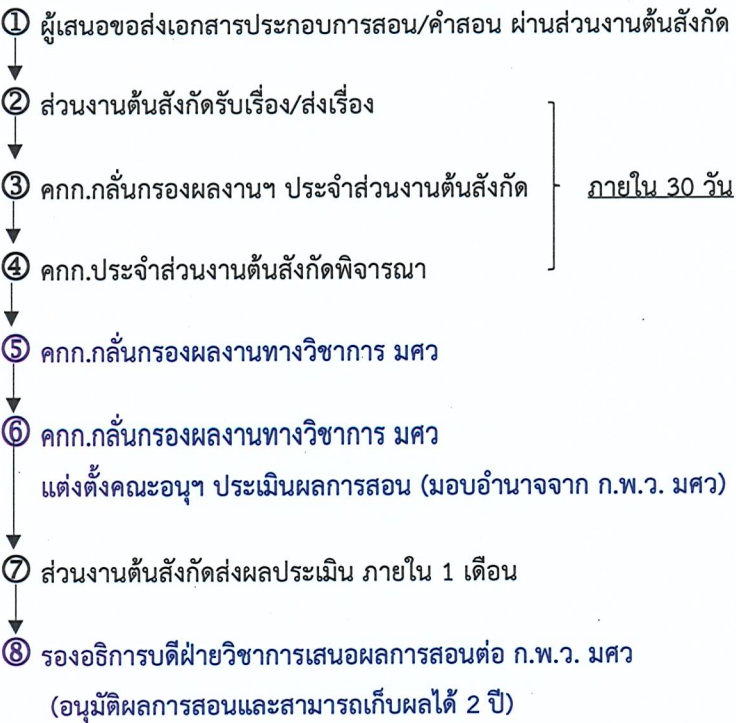 ① ผู้เสนอขอส่งเอกสารประกอบการสอน/คำสอน ผ่านส่วนงานต้นสังกัด
② ส่วนงานต้นสังกัดรับเรื่อง/ส่งเรื่อง
③ คกก.กลั่นกรองผลงานฯ ประจำส่วนงานต้นสังกัด ภายใน 30 วัน
④ คกก.ประจำส่วนงานต้นสังกัดพิจารณา
⑤ คกก.กลั่นกรองผลงานทางวิชาการ มศว
⑥ คกก.กลั่นกรองผลงานทางวิชาการ มศว
แต่งตั้งคณะอนุฯ ประเมินผลการสอน (มอบอำนาจจาก ก.พ.ว. มศว)
⑦ ส่วนงานต้นสังกัดส่งผลประเมิน ภายใน 1 เดือน
⑧ รองอธิการบดีฝ่ายวิชาการเสนอผลการสอนต่อ ก.พ.ว. มศว
(อนุมัติผลการสอนและสามารถเก็บผลได้ 2 ปี)